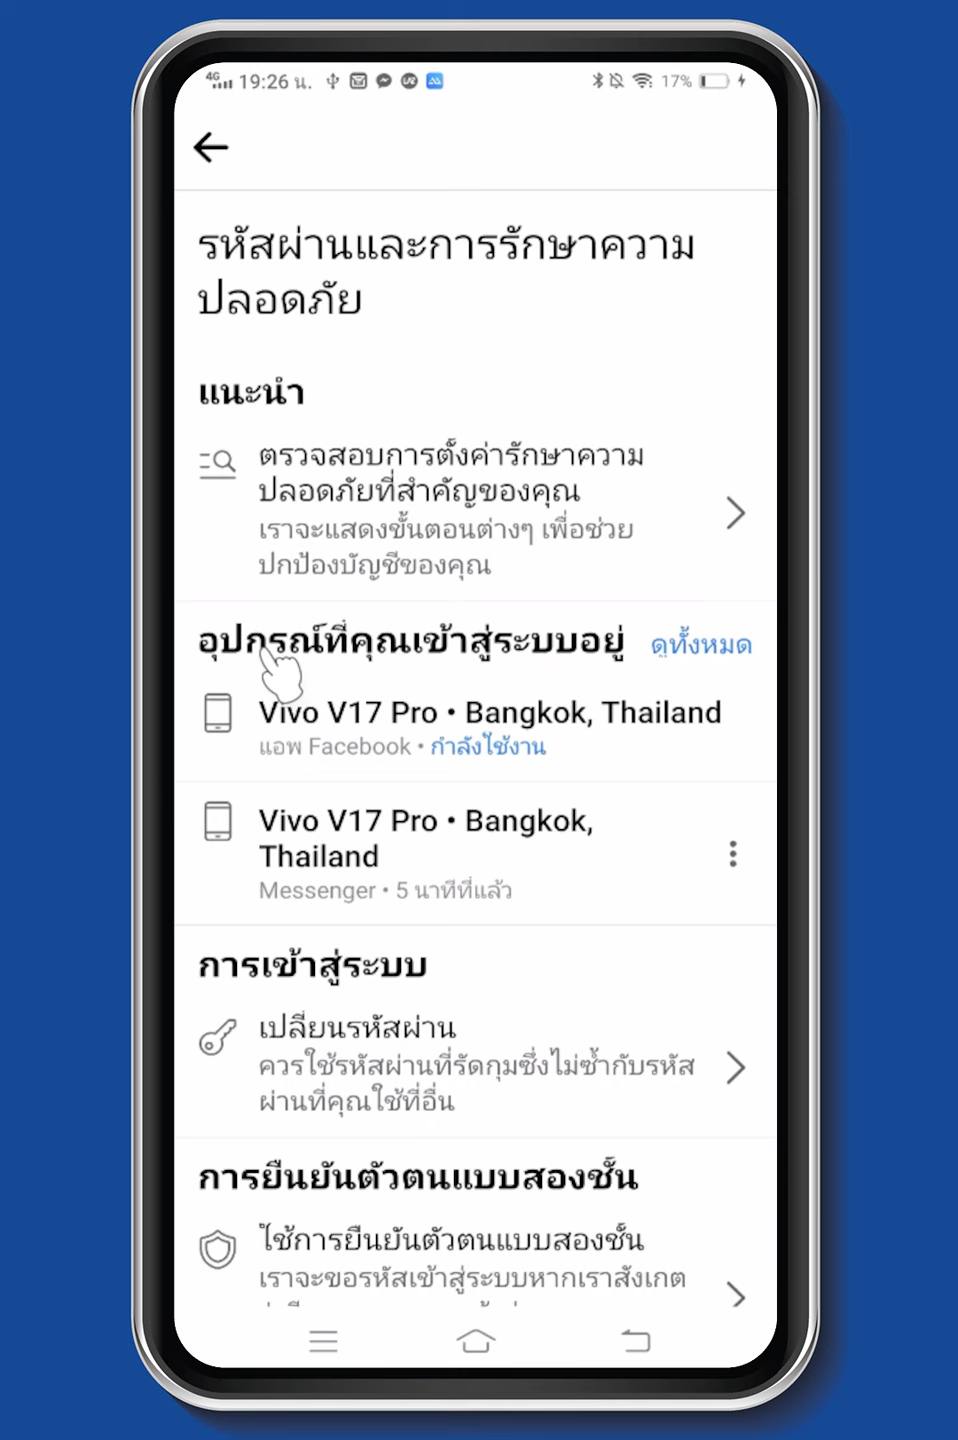 4G 19:26 น. 17%
รหัสผ่านและการรักษาความ
ปลอดภัย
แนะนำ
ตรวจสอบการตั้งค่ารักษาความ
ปลอดภัยที่สำคัญของคุณ
เราจะแสดงขั้นตอนต่างๆ เพื่อช่วย
ปกป้องบัญชีของคุณ
อุปกรณ์ที่คุณเข้าสู่ระบบอยู่ ดูทั้งหมด
Vivo V17 Pro • Bangkok, Thailand
แอพ Facebook • กำลังใช้งาน
Vivo V17 Pro • Bangkok,
Thailand
Messenger • 5 นาทีที่แล้ว
การเข้าสู่ระบบ
เปลี่ยนรหัสผ่าน
ควรใช้รหัสผ่านที่รัดกุมซึ่งไม่ซ้ำกับรหัส
ผ่านที่คุณใช้ที่อื่น
การยืนยันตัวตนแบบสองชั้น
ใช้การยืนยันตัวตนแบบสองชั้น
เราจะขอรหัสเข้าสู่ระบบหากเราสังเกต